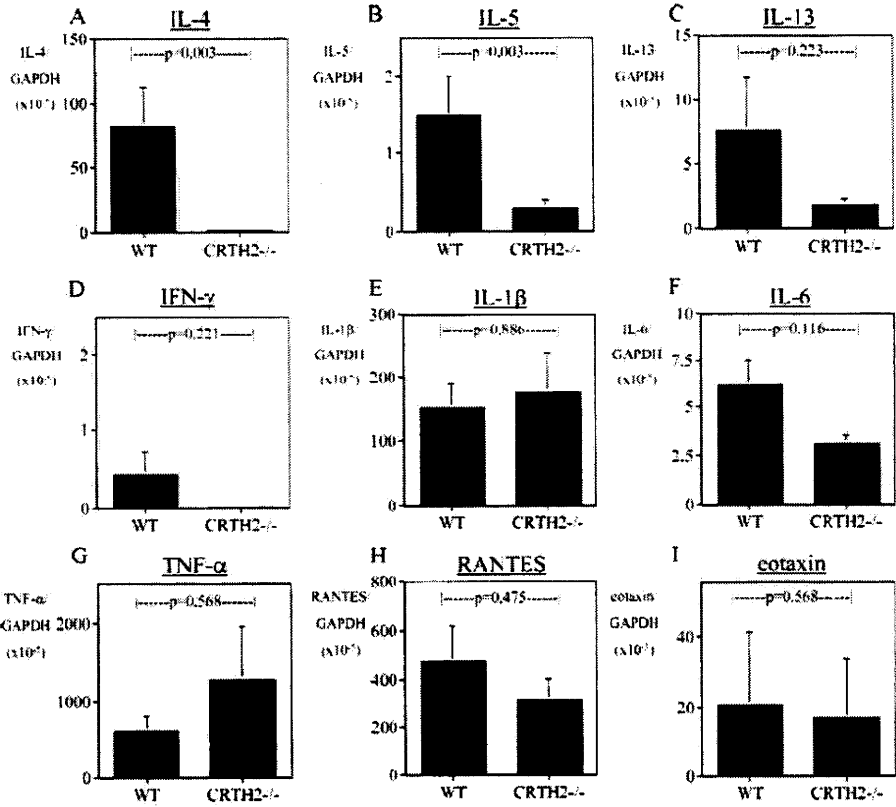 A IL-4
IL-4/
GAPDH
150
100
50
0
p=0.003
WT CRTH2-/-
B IL-5
IL-5/
GAPDH
2
1
0
p=0.003
WT CRTH2-/-
C IL-13
IL-13/
GAPDH
15
10
5
0
p=0.223
WT CRTH2-/-
D IFN-γ
IFN-γ/
GAPDH
2
1
0
p=0.221
WT CRTH2-/-
E IL-1β
IL-1β/
GAPDH
300
200
100
0
p=0.886
WT CRTH2-/-
F IL-6
IL-6/
GAPDH
10
7.5
5
2.5
0
p=0.116
WT CRTH2-/-
G TNF-α
TNF-α/
GAPDH
2000
1000
0
p=0.568
WT CRTH2-/-
H RANTES
RANTES/
GAPDH
800
600
400
200
0
p=0.475
WT CRTH2-/-
I eotaxin
eotaxin/
GAPDH
40
20
0
p=0.568
WT CRTH2-/-